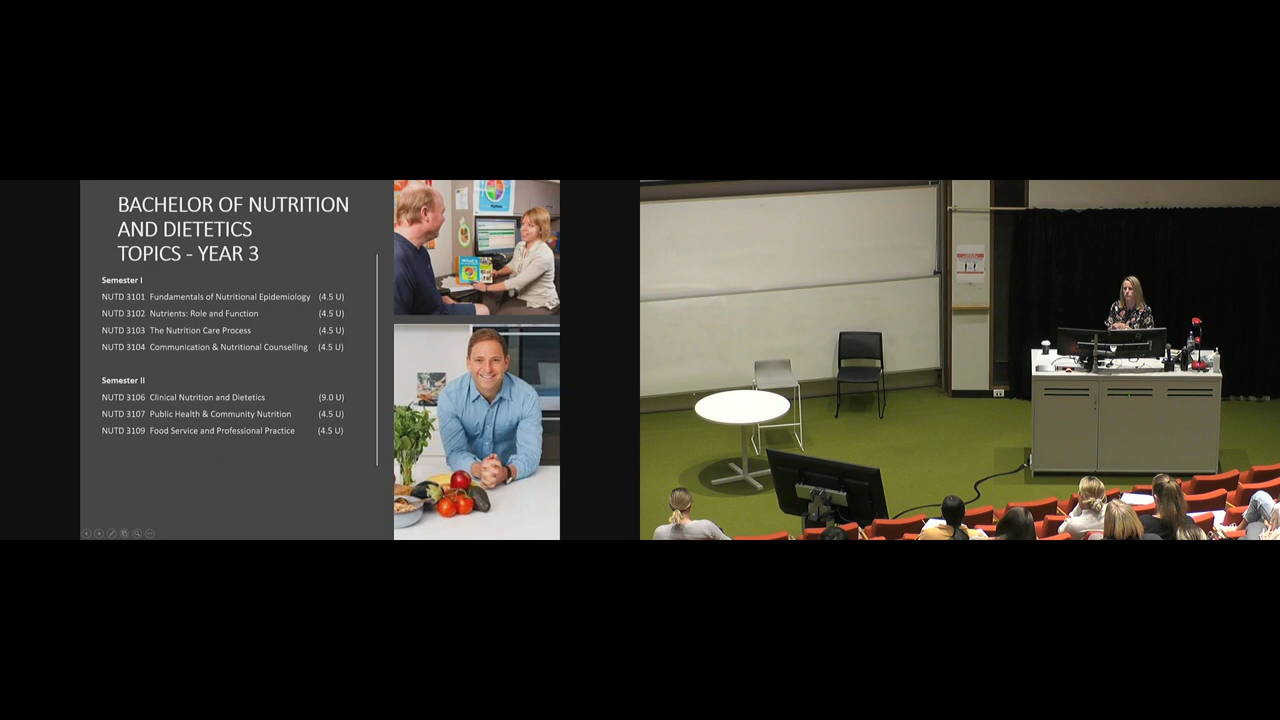 BACHELOR OF NUTRITION
AND DIETETICS
TOPICS - YEAR 3
Semester I
NUTD 3101 Fundamentals of Nutritional Epidemiology (4.5 U)
NUTD 3102 Nutrients: Role and Function (4.5 U)
NUTD 3103 The Nutrition Care Process (4.5 U)
NUTD 3104 Communication & Nutritional Counselling (4.5 U)
Semester II
NUTD 3106 Clinical Nutrition and Dietetics (9.0 U)
NUTD 3107 Public Health & Community Nutrition (4.5 U)
NUTD 3109 Food Service and Professional Practice (4.5 U)